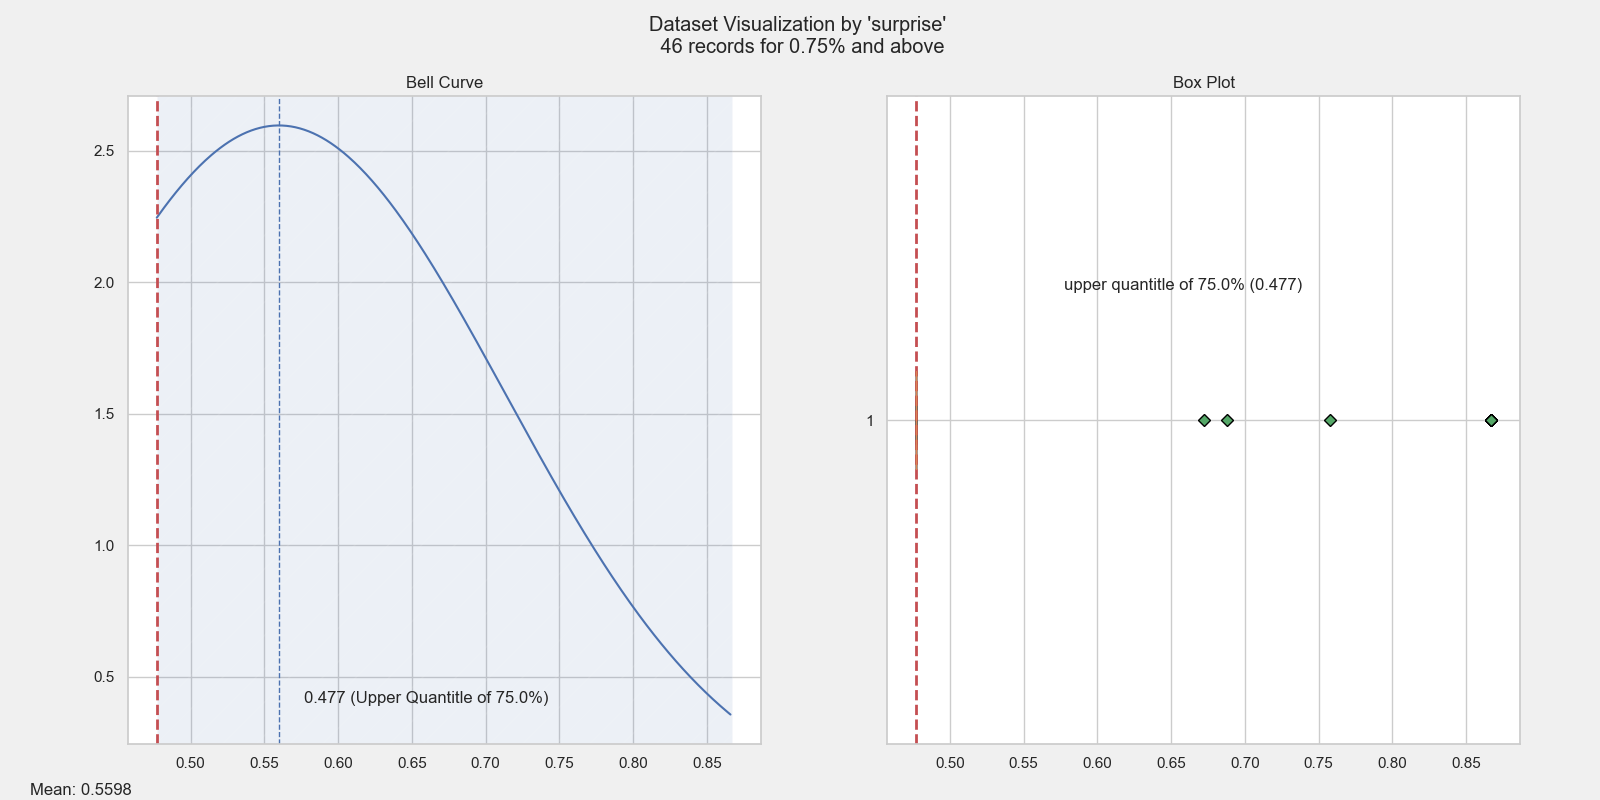 Dataset Visualization by 'surprise'
46 records for 0.75% and above
Bell Curve
2.5
2.0
1.5
1.0
0.5
0.477 (Upper Quantitle of 75.0%)
0.50 0.55 0.60 0.65 0.70 0.75 0.80 0.85
Mean: 0.5598
Box Plot
upper quantitle of 75.0% (0.477)
1
0.50 0.55 0.60 0.65 0.70 0.75 0.80 0.85